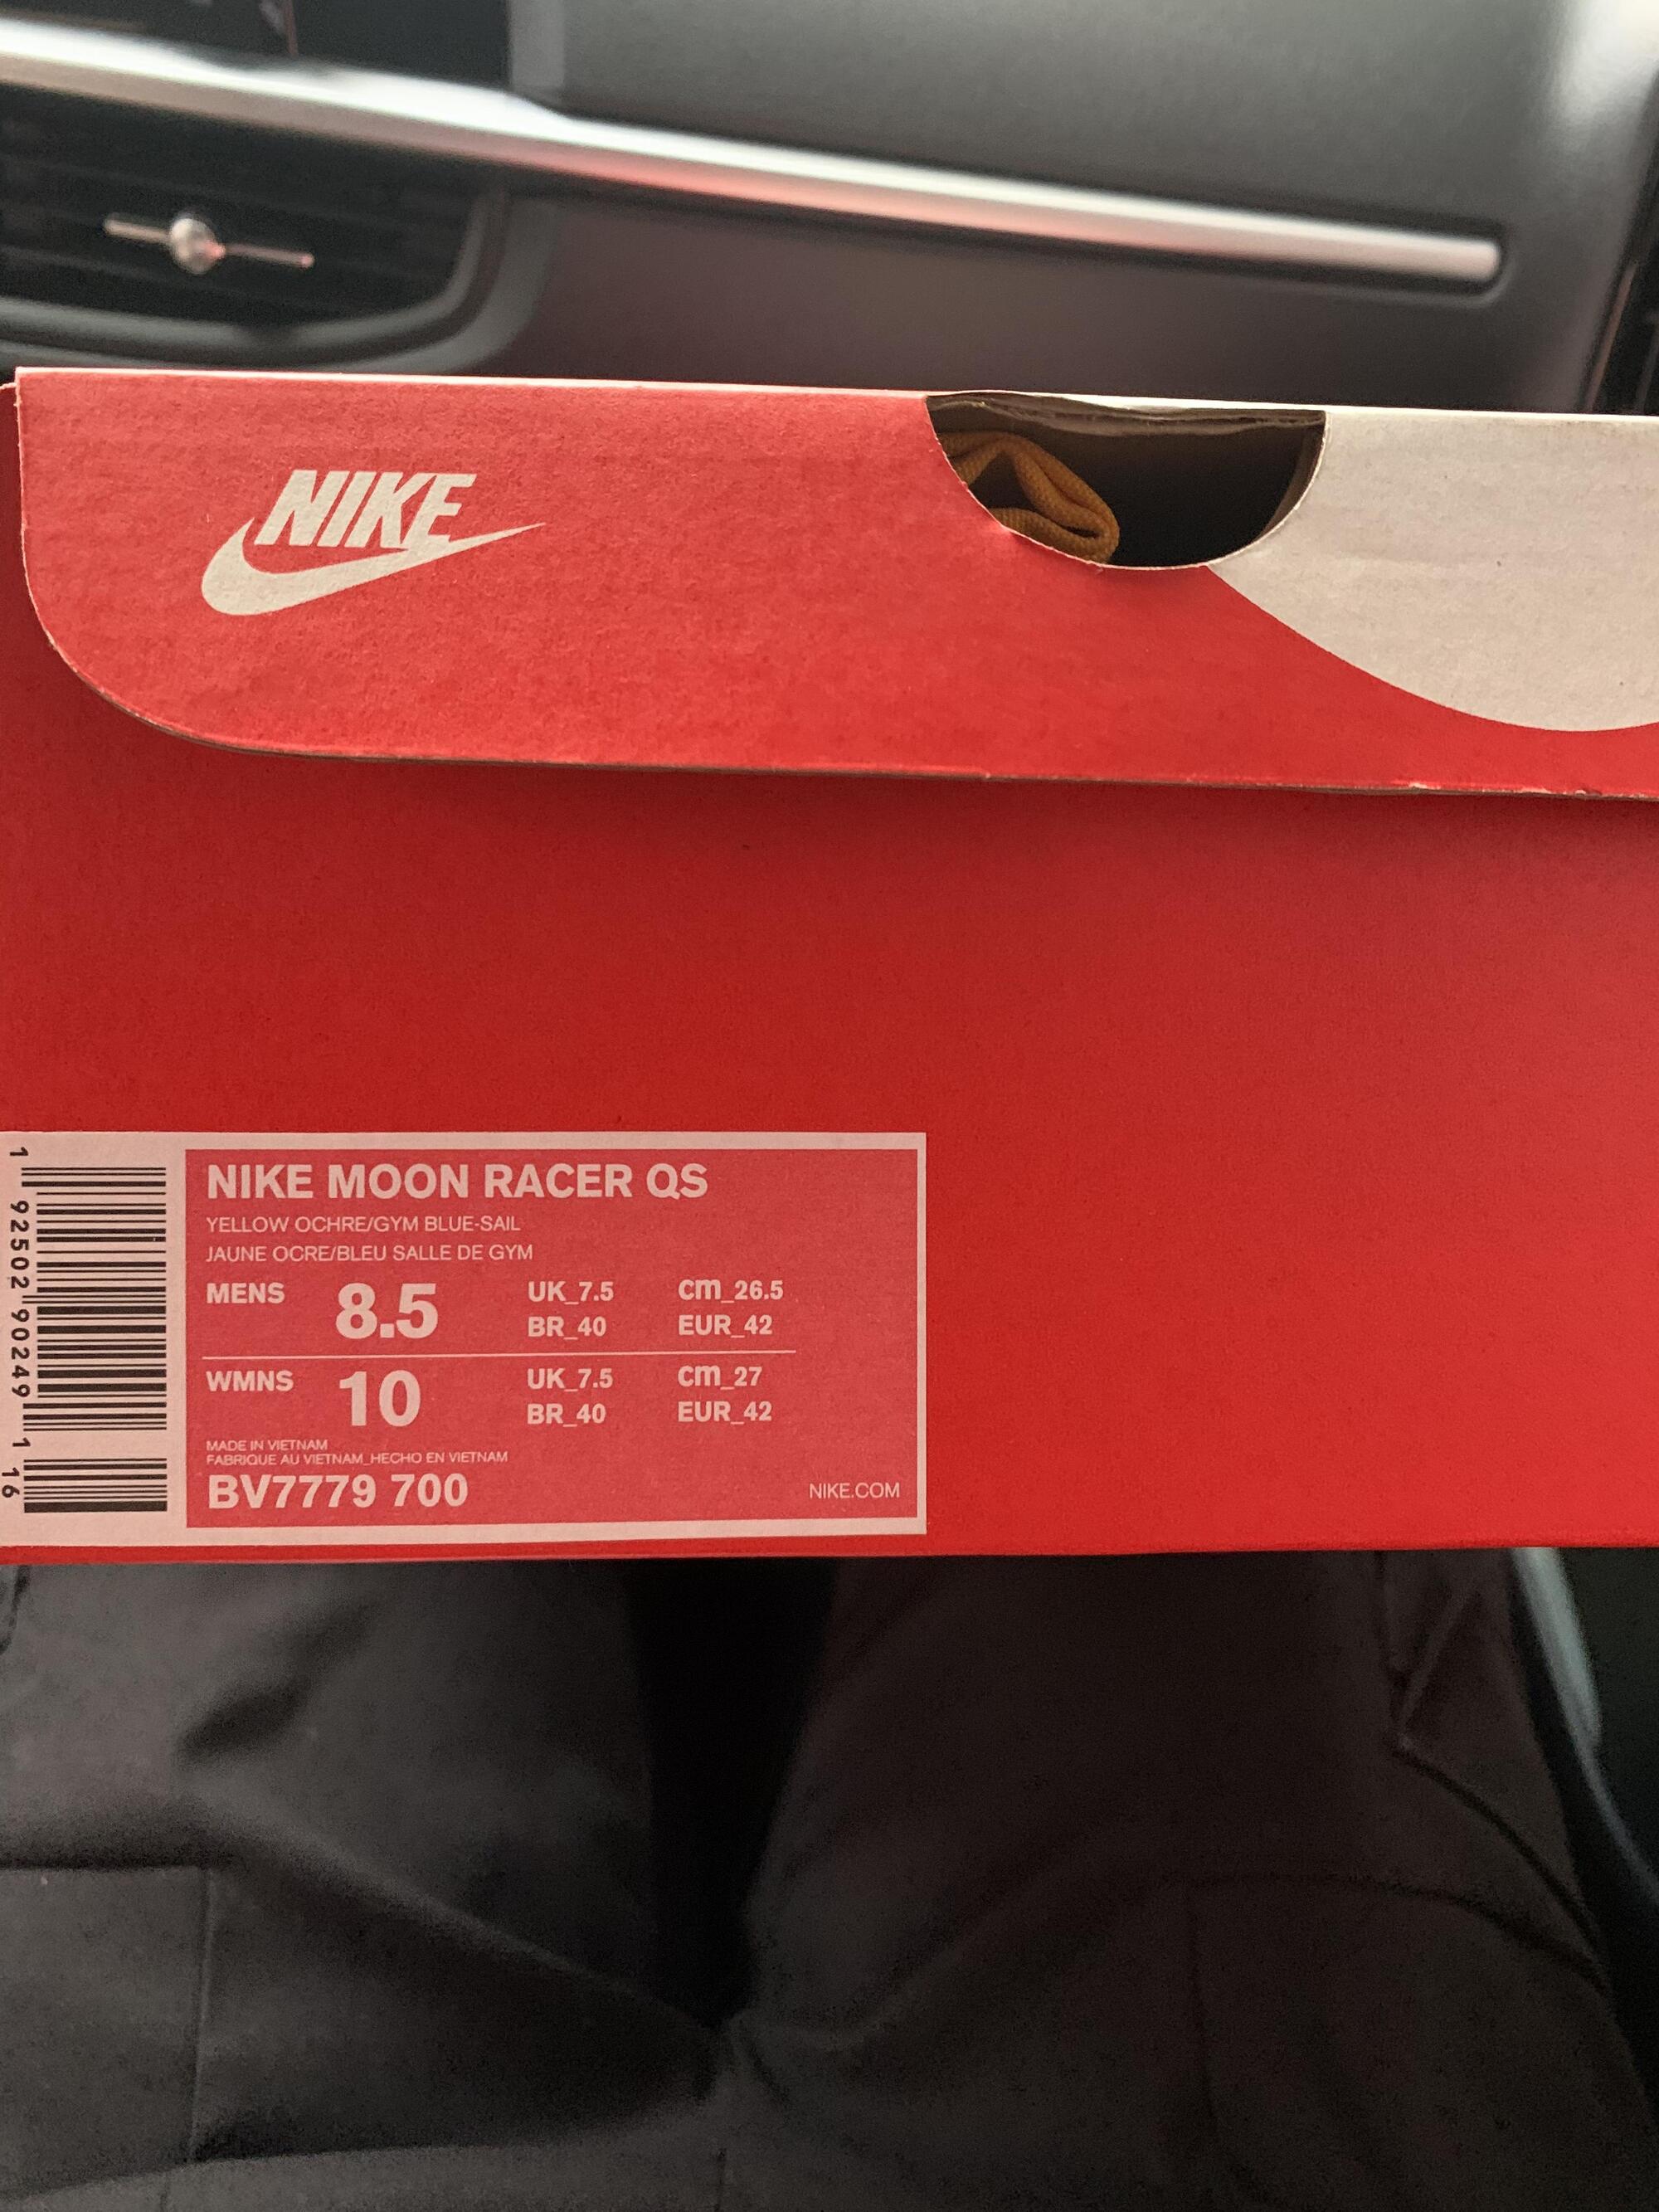 NIKE
NIKE MOON RACER QS
YELLOW OCHRE/GYM BLUE-SAIL
JAUNE OCRE/BLEU SALLE DE GYM
MENS 8.5 UK_7.5 cm_26.5
BR_40 EUR_42
WMNS 10 UK_7.5 cm_27
BR_40 EUR_42
MADE IN VIETNAM
FABRIQUE AU VIETNAM_HECHO EN VIETNAM
BV7779 700 NIKE.COM
1 92502 90249 1 16